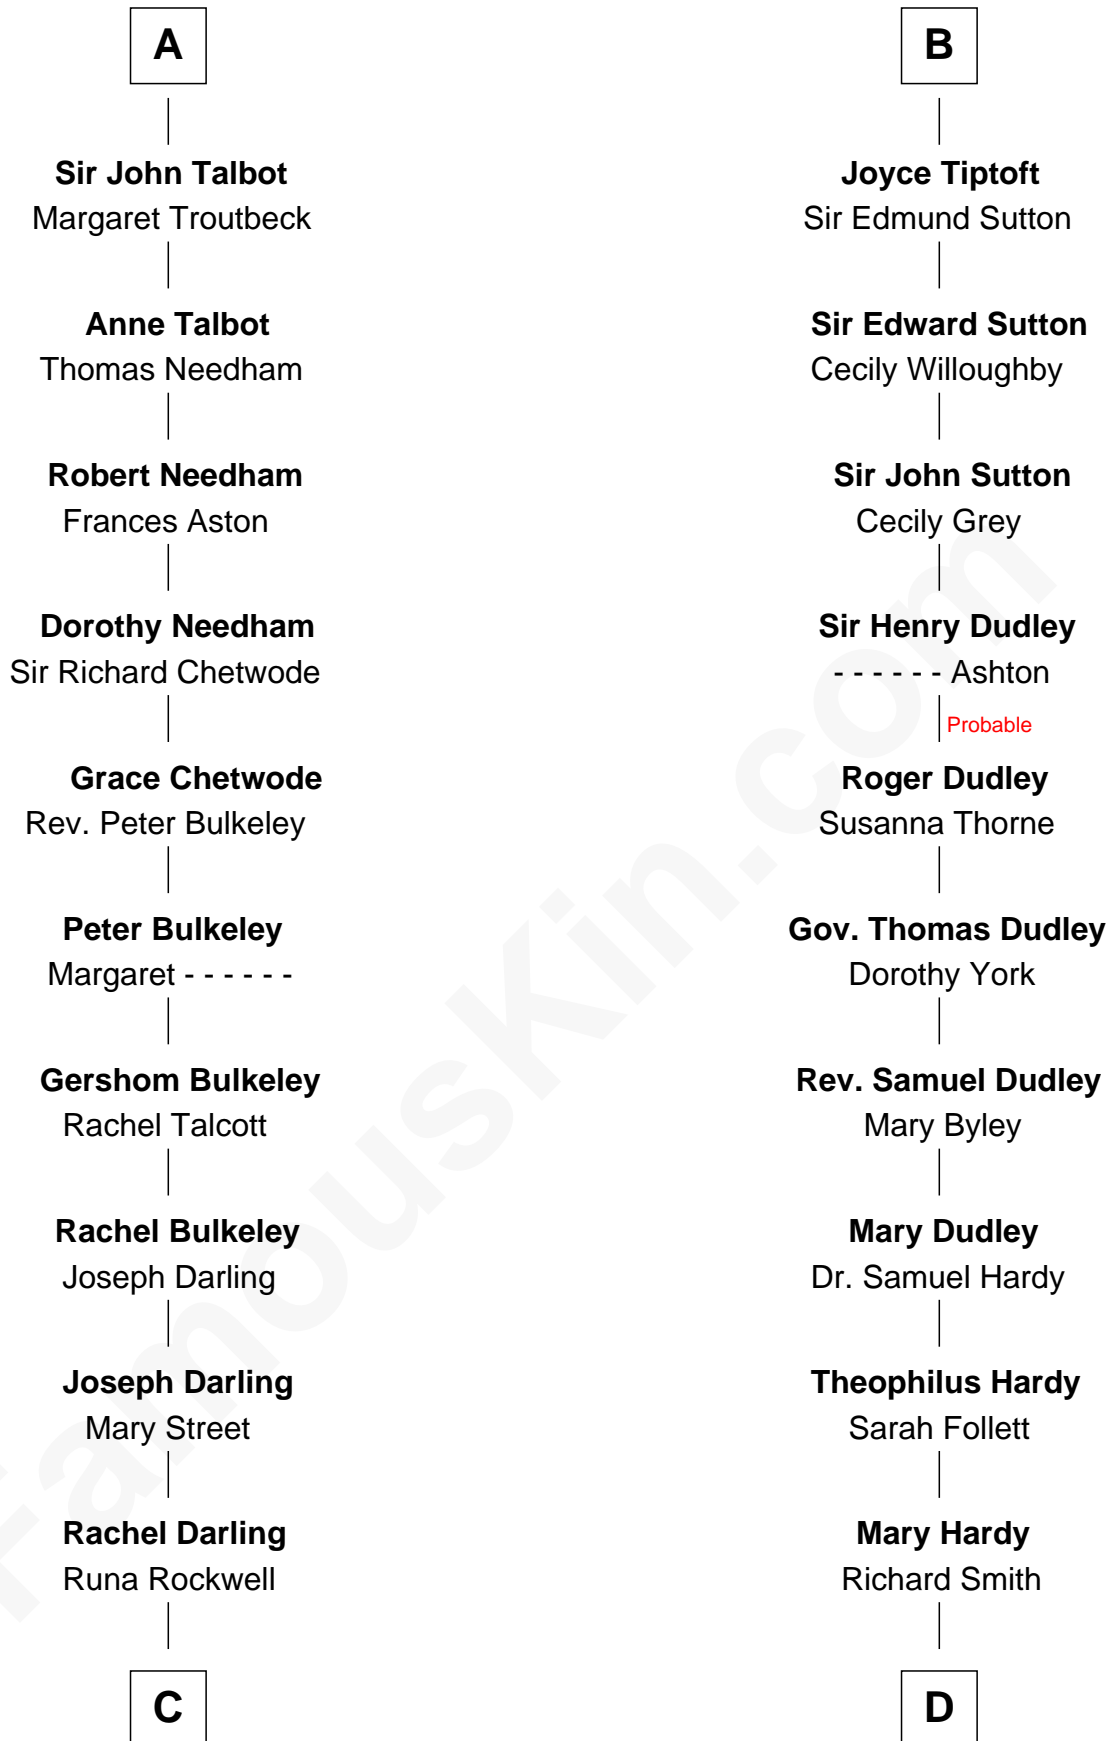 A
Sir John Talbot
Margaret Troutbeck
Anne Talbot
Thomas Needham
Robert Needham
Frances Aston
Dorothy Needham
Sir Richard Chetwode
Grace Chetwode
Rev. Peter Bulkeley
Peter Bulkeley
Margaret - - - - - -
Gershom Bulkeley
Rachel Talcott
Rachel Bulkeley
Joseph Darling
Joseph Darling
Mary Street
Rachel Darling
Runa Rockwell
C
B
Joyce Tiptoft
Sir Edmund Sutton
Sir Edward Sutton
Cecily Willoughby
Sir John Sutton
Cecily Grey
Sir Henry Dudley
- - - - - - Ashton
Probable
Roger Dudley
Susanna Thorne
Gov. Thomas Dudley
Dorothy York
Rev. Samuel Dudley
Mary Byley
Mary Dudley
Dr. Samuel Hardy
Theophilus Hardy
Sarah Follett
Mary Hardy
Richard Smith
D
FamousKin.com